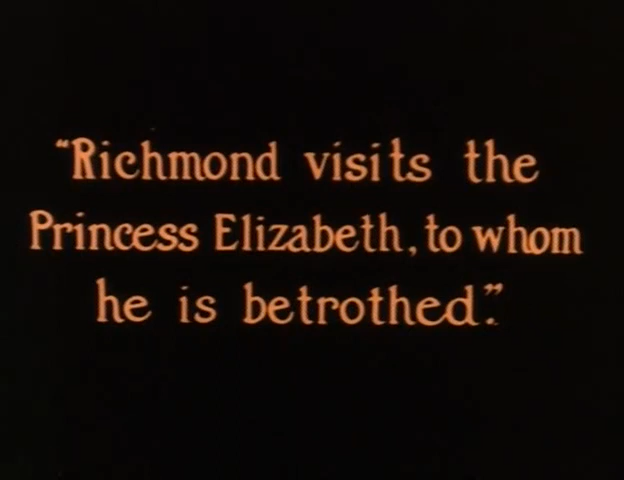 “Richmond visits the
Princess Elizabeth, to whom
he is betrothed.”